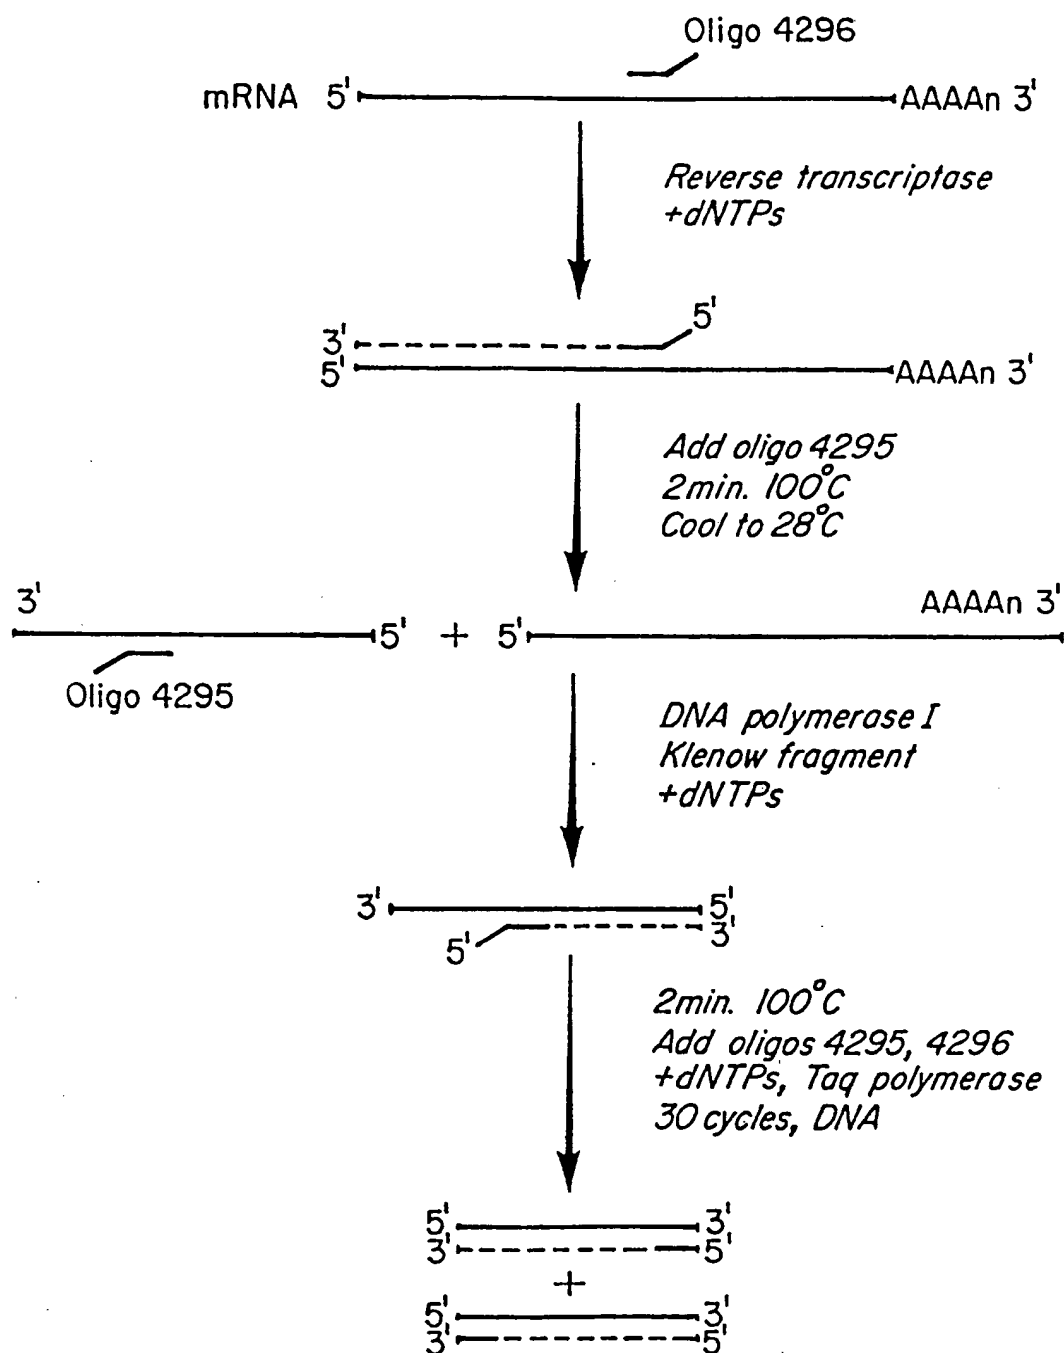 Oligo 4296
mRNA 5' AAAAn 3'
Reverse transcriptase
+dNTPs
5'
3'
5' AAAAn 3'
Add oligo 4295
2min. 100°C
Cool to 28°C
3' AAAAn 3'
5' + 5'
Oligo 4295
DNA polymerase I
Klenow fragment
+dNTPs
3' 5'
5' 3'
2min. 100°C
Add oligos 4295, 4296
+dNTPs, Taq polymerase
30 cycles, DNA
5' 3'
3' 5'
+
5' 3'
3' 5'